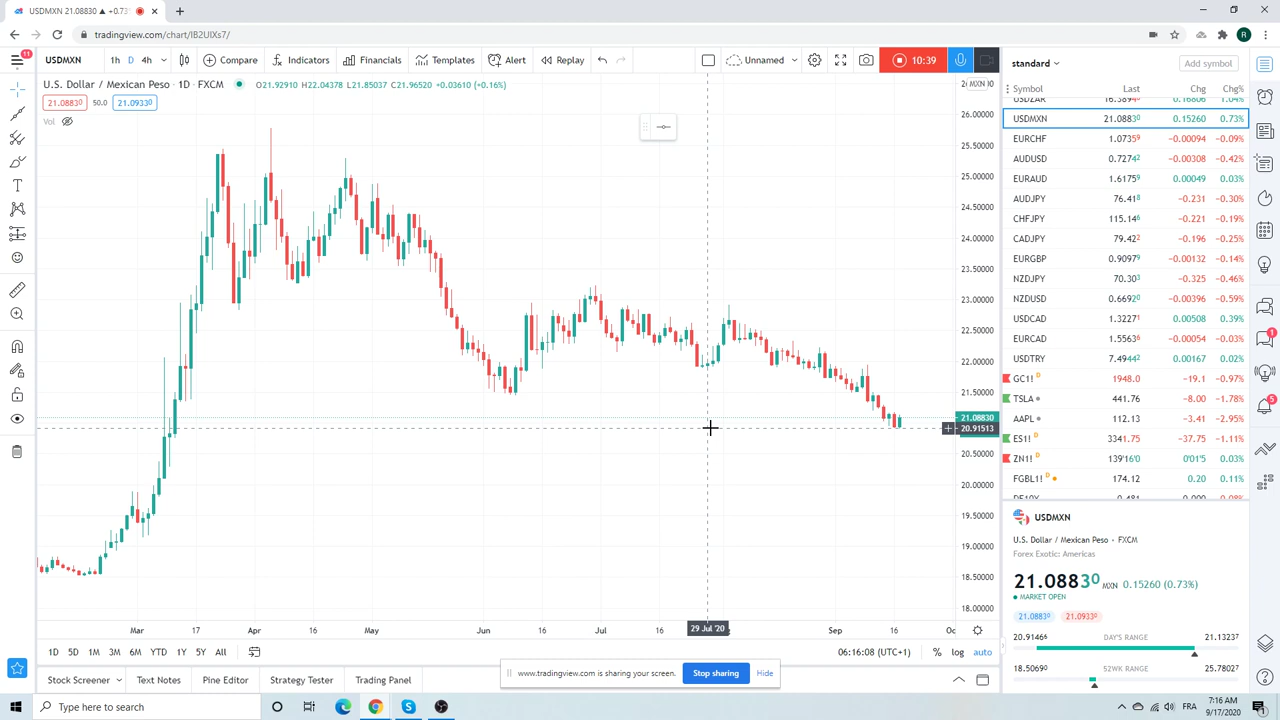 USDMXN 21.08830 ▲ +0.73
tradingview.com/chart/IB2UlXs7/
R
11
USDMXN 1h D 4h Compare Indicators Financials Templates Alert Replay Unnamed 10:39
U.S. Dollar / Mexican Peso • 1D • FXCM H22.04378 L21.85037 C21.96520 +0.03610 (+0.16%)
21.08830 50.0 21.09330
Vol
MXN
26.00000
25.50000
25.00000
24.50000
24.00000
23.50000
23.00000
22.50000
22.00000
21.50000
21.08830
20.91513
20.50000
20.00000
19.50000
19.00000
18.50000
18.00000
Mar 17 Apr 16 May Jun 16 Jul 16 29 Jul '20 Sep 16
1D 5D 1M 3M 6M YTD 1Y 5Y All 06:16:08 (UTC+1) % log auto
Stock Screener Text Notes Pine Editor Strategy Tester Trading Panel
www.tradingview.com is sharing your screen. Stop sharing Hide
standard Add symbol
Symbol Last Chg Chg%
USDZAR 16.3894 0.16806 1.04%
USDMXN 21.08830 0.15260 0.73%
EURCHF 1.07359 −0.00094 −0.09%
AUDUSD 0.72742 −0.00308 −0.42%
EURAUD 1.61759 0.00049 0.03%
AUDJPY 76.418 −0.231 −0.30%
CHFJPY 115.146 −0.221 −0.19%
CADJPY 79.422 −0.196 −0.25%
EURGBP 0.90979 −0.00132 −0.14%
NZDJPY 70.303 −0.325 −0.46%
NZDUSD 0.66920 −0.00396 −0.59%
USDCAD 1.32271 0.00508 0.39%
EURCAD 1.55636 −0.00054 −0.03%
USDTRY 7.49442 0.00167 0.02%
GC1! D 1948.0 −19.1 −0.97%
TSLA 441.76 −8.00 −1.78%
AAPL 112.13 −3.41 −2.95%
ES1! D 3341.75 −37.75 −1.11%
ZN1! D 139'16'0 0'01'5 0.03%
FGBL1! D 174.12 0.20 0.11%
USDMXN
U.S. Dollar / Mexican Peso • FXCM
Forex Exotic: Americas
21.08830 MXN 0.15260 (0.73%)
MARKET OPEN
21.08830 21.09330
20.91466 DAY'S RANGE 21.13237
18.50690 52WK RANGE 25.78027
1
5
Type here to search
FRA
7:16 AM
9/17/2020
1